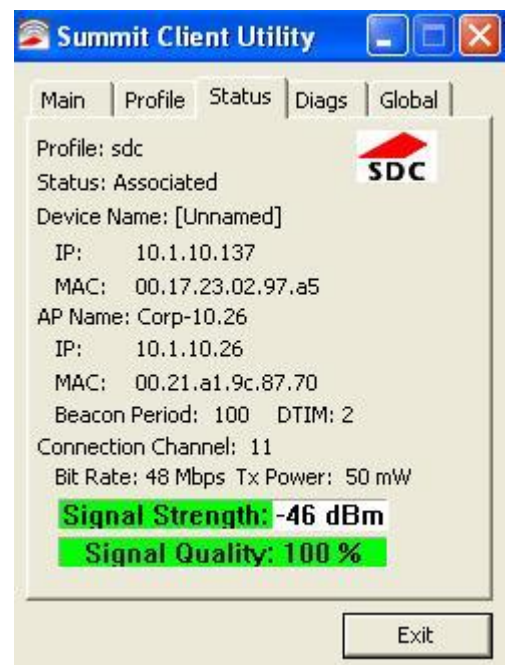 Summit Client Utility
Main Profile Status Diags Global
Profile: sdc
SDC
Status: Associated
Device Name: [Unnamed]
IP: 10.1.10.137
MAC: 00.17.23.02.97.a5
AP Name: Corp-10.26
IP: 10.1.10.26
MAC: 00.21.a1.9c.87.70
Beacon Period: 100 DTIM: 2
Connection Channel: 11
Bit Rate: 48 Mbps Tx Power: 50 mW
Signal Strength: -46 dBm
Signal Quality: 100 %
Exit